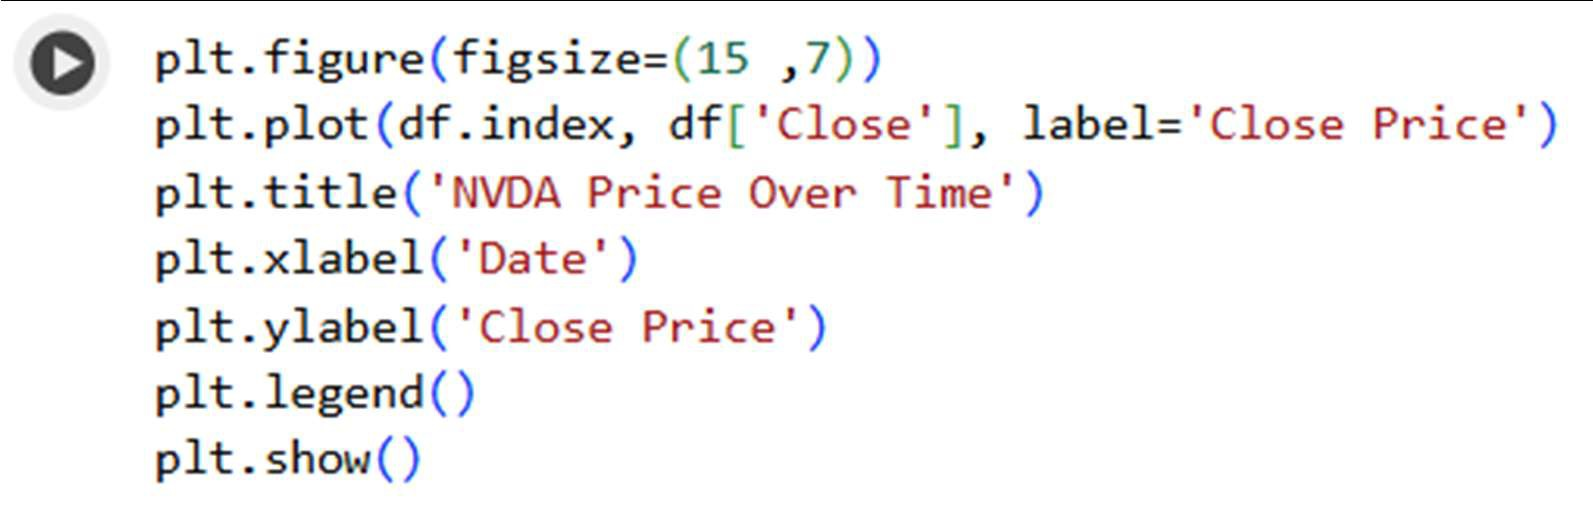 plt.figure(figsize=(15 ,7))
plt.plot(df.index, df['Close'], label='Close Price')
plt.title('NVDA Price Over Time')
plt.xlabel('Date')
plt.ylabel('Close Price')
plt.legend()
plt.show()